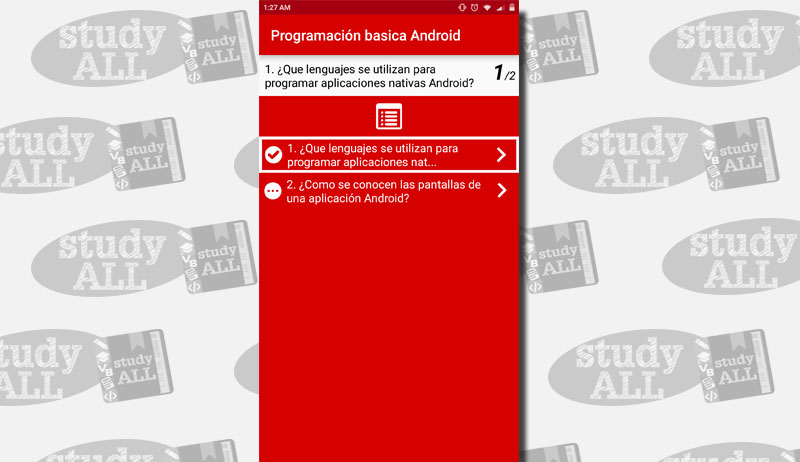 1:27 AM
Programación basica Android
1. ¿Que lenguajes se utilizan para
programar aplicaciones nativas Android?
1/2
1. ¿Que lenguajes se utilizan para
programar aplicaciones nat...
2. ¿Como se conocen las pantallas de
una aplicación Android?
study
ALL
study
ALL